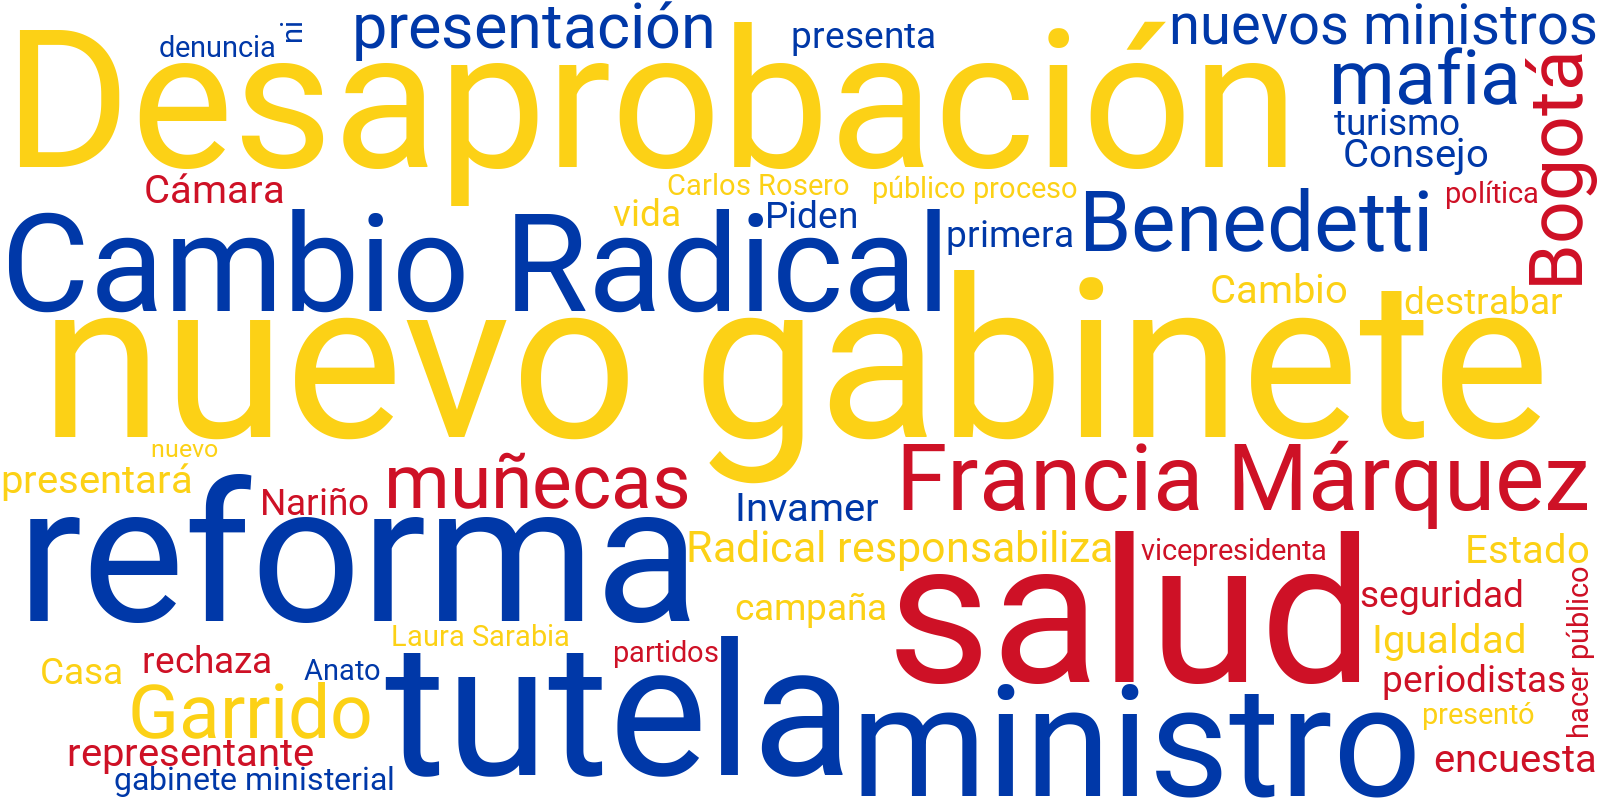 presentación
presenta
nuevos ministros
denuncia
ni
Desaprobación
mafia
turismo
Consejo
Bogotá
Cámara
Carlos Rosero
público proceso
política
vida
Piden
primera
Benedetti
Cambio Radical
Cambio
destrabar
nuevo gabinete
nuevo
presentará
Nariño
muñecas
Invamer
Francia Márquez
reforma
Radical responsabiliza
vicepresidenta
Estado
salud
seguridad
campaña
Laura Sarabia
Igualdad
hacer público
Casa
rechaza
Anato
partidos
periodistas
Garrido
tutela
ministro
presentó
representante
encuesta
gabinete ministerial